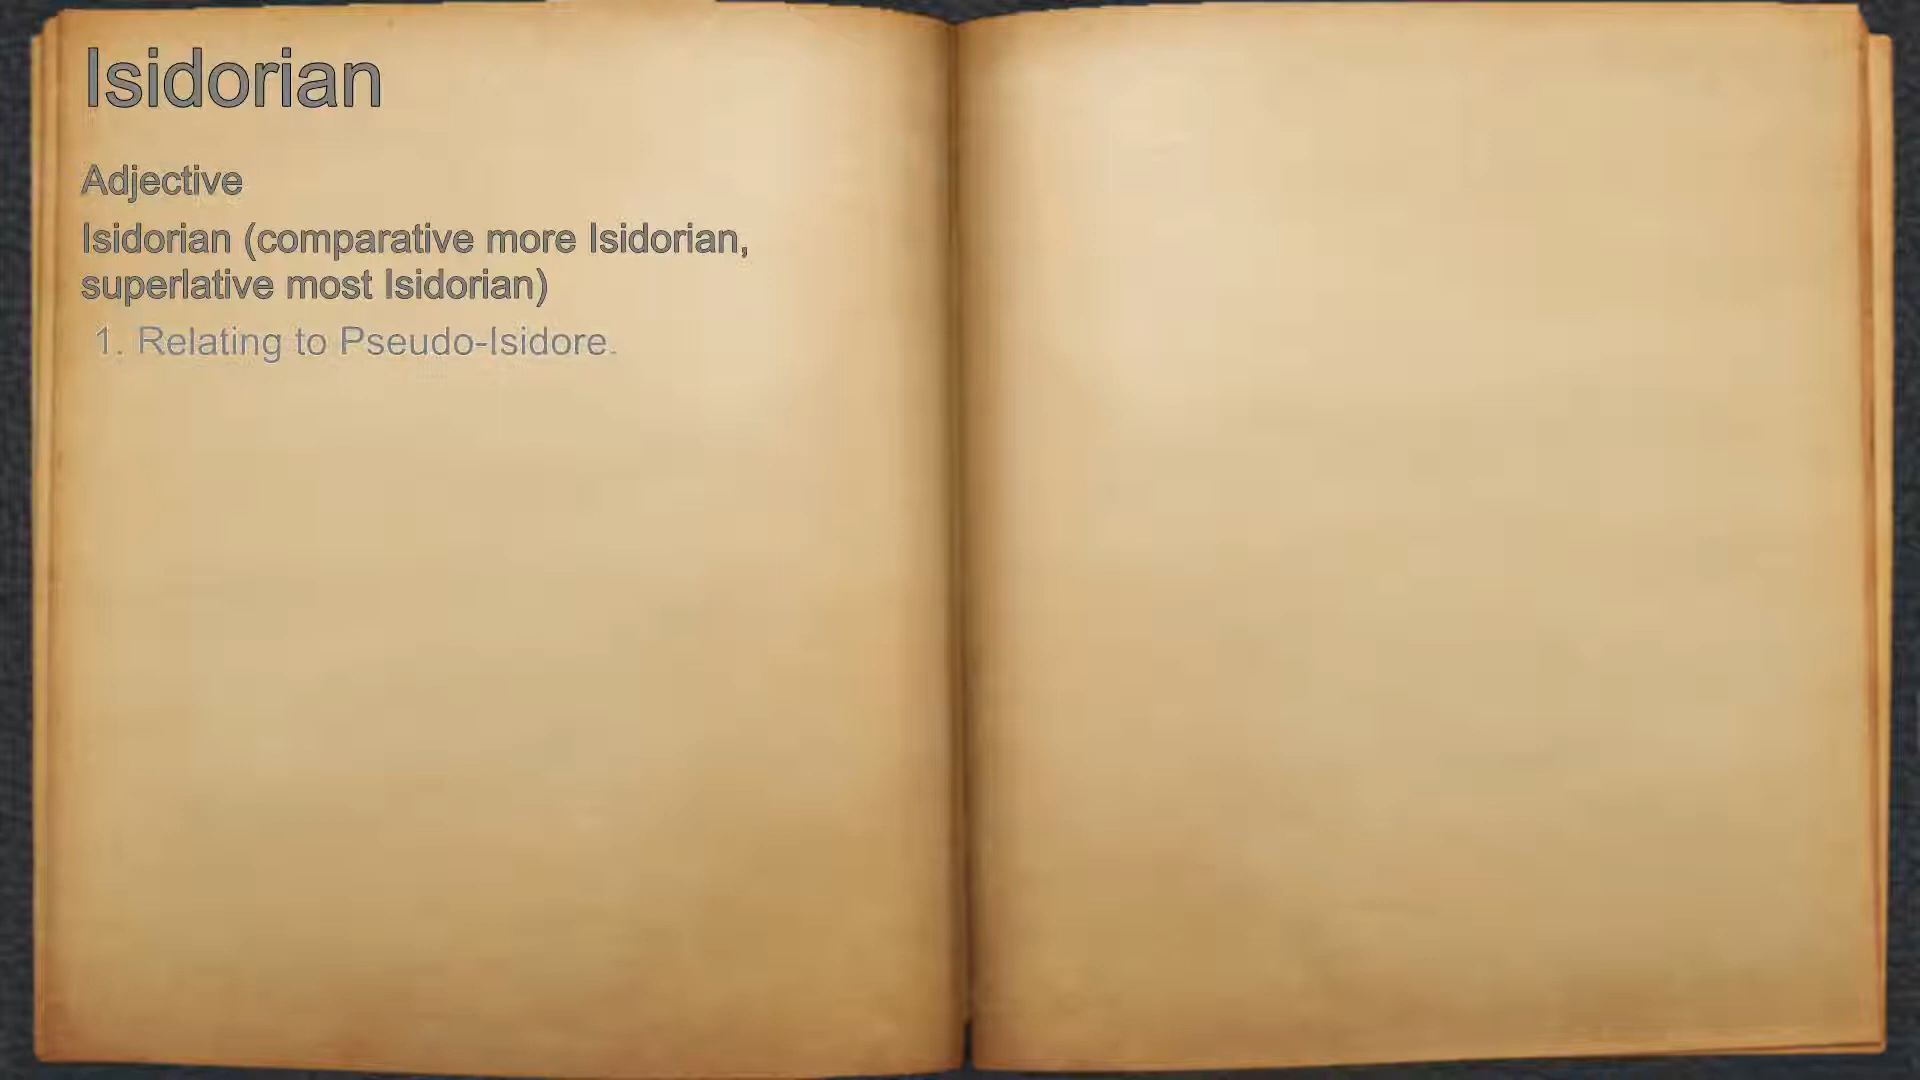 Isidorian
Adjective
Isidorian (comparative more Isidorian,
superlative most Isidorian)
1. Relating to Pseudo-Isidore.